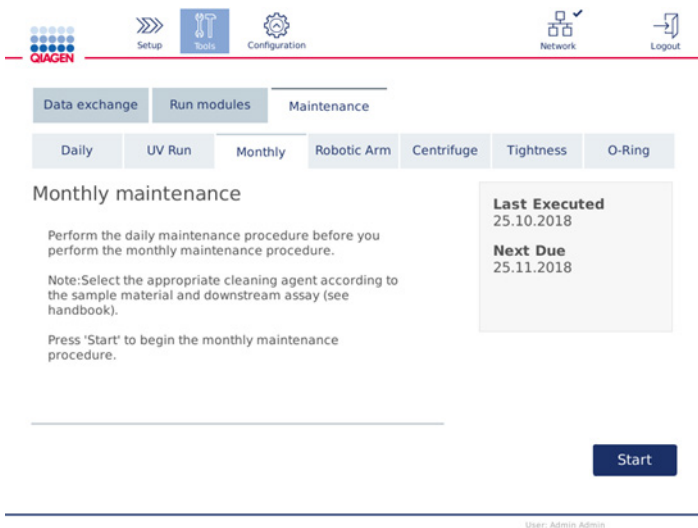 QIAGEN
Setup
Tools
Configuration
Network
Logout
Data exchange
Run modules
Maintenance
Daily
UV Run
Monthly
Robotic Arm
Centrifuge
Tightness
O-Ring
Monthly maintenance
Perform the daily maintenance procedure before you
perform the monthly maintenance procedure.
Note:Select the appropriate cleaning agent according to
the sample material and downstream assay (see
handbook).
Press 'Start' to begin the monthly maintenance
procedure.
Last Executed
25.10.2018
Next Due
25.11.2018
Start
User: Admin Admin